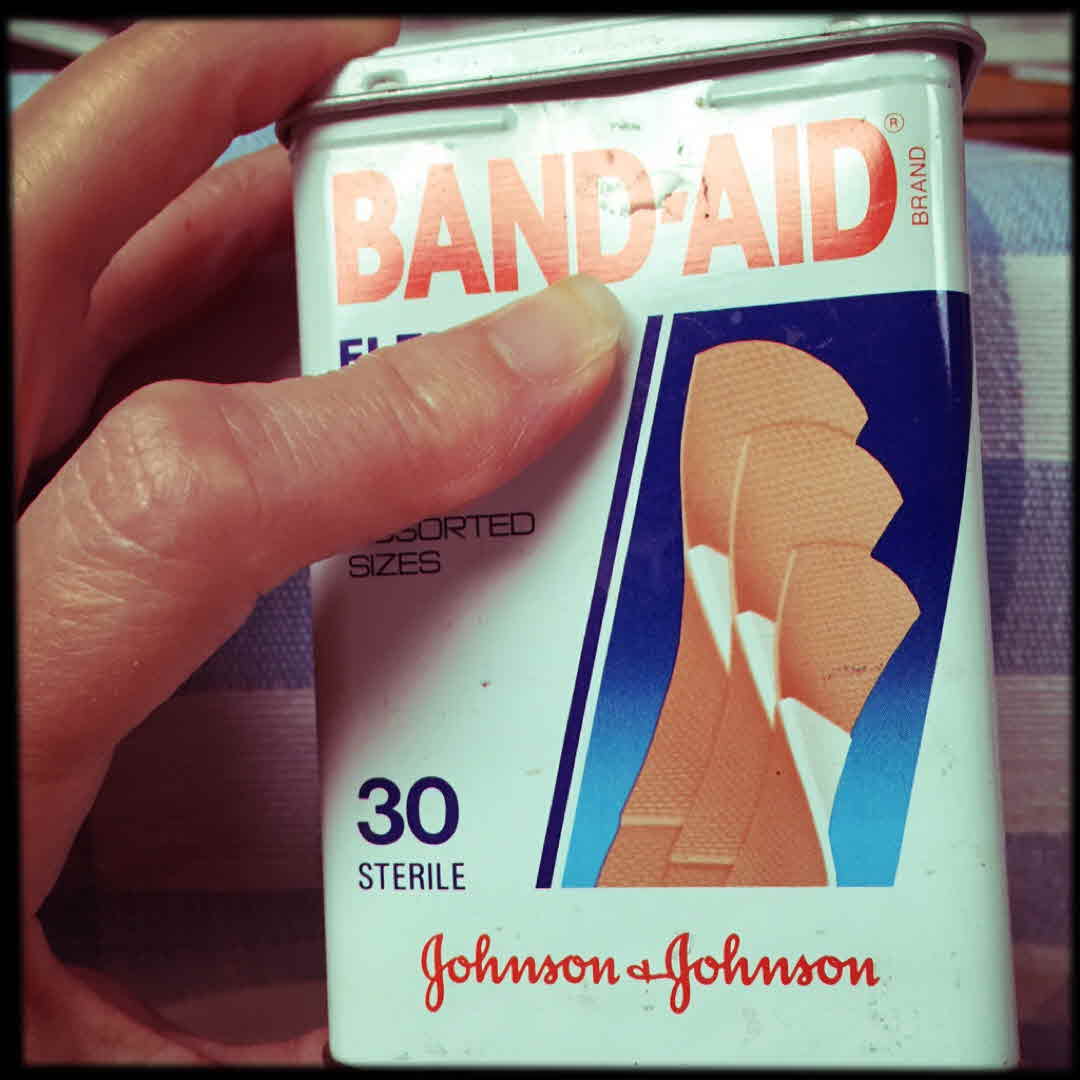 BAND-AID®
BRAND
SIZES
30
STERILE
Johnson & Johnson